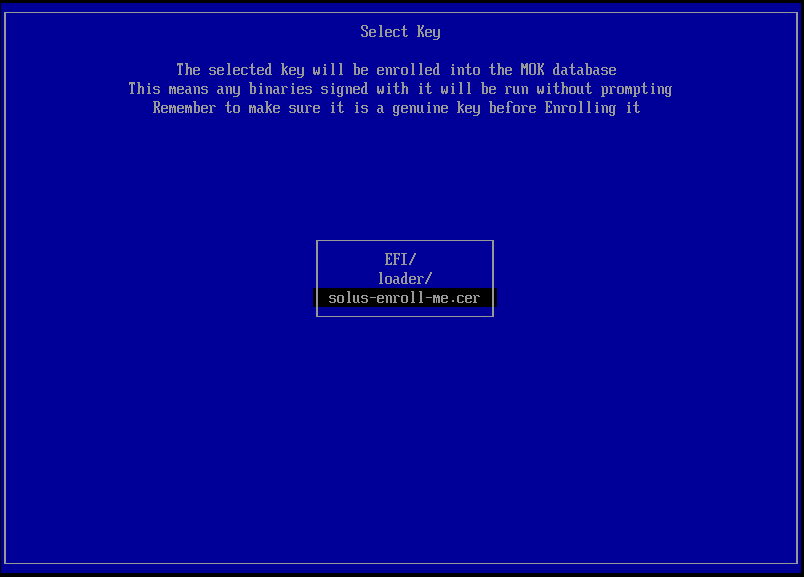 Select Key
The selected key will be enrolled into the MOK database
This means any binaries signed with it will be run without prompting
Remember to make sure it is a genuine key before Enrolling it
EFI/
loader/
solus-enroll-me.cer